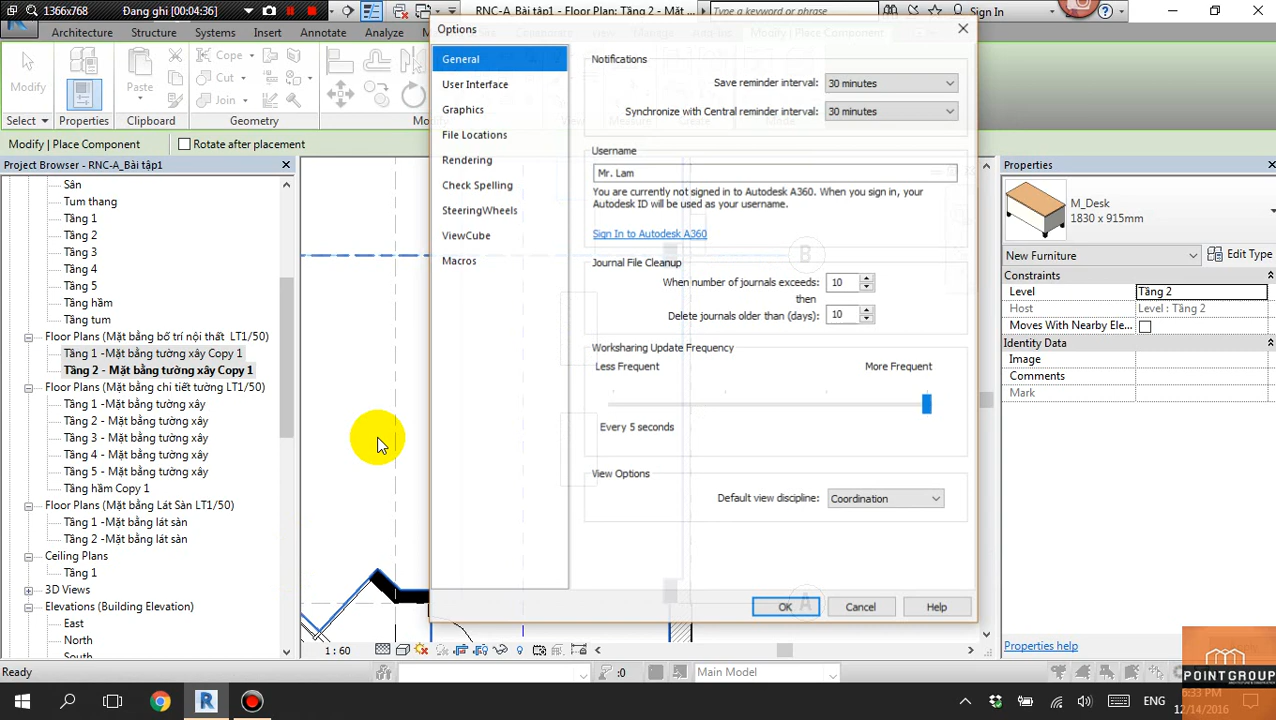 1366x768
Đang ghi [00:04:36]
RNC-A_Bài tập1 - Floor Plan: Tầng 2 - Mặt
Type a keyword or phrase
Sign In
Architecture
Structure
Systems
Insert
Annotate
Analyze
Modify | Place Component
Modify
Paste
Cope
Cut
Join
Select
Properties
Clipboard
Geometry
Modify | Place Component
Rotate after placement
Project Browser - RNC-A_Bài tập1
Sân
Tum thang
Tầng 1
Tầng 2
Tầng 3
Tầng 4
Tầng 5
Tầng hầm
Tầng tum
Floor Plans (Mặt bằng bố trí nội thất LT1/50)
Tầng 1 -Mặt bằng tường xây Copy 1
Tầng 2 - Mặt bằng tường xây Copy 1
Floor Plans (Mặt bằng chi tiết tường LT1/50)
Tầng 1 -Mặt bằng tường xây
Tầng 2 - Mặt bằng tường xây
Tầng 3 - Mặt bằng tường xây
Tầng 4 - Mặt bằng tường xây
Tầng 5 - Mặt bằng tường xây
Tầng hầm Copy 1
Floor Plans (Mặt bằng Lát Sàn LT1/50)
Tầng 1 -Mặt bằng lát sàn
Tầng 2 -Mặt bằng lát sàn
Ceiling Plans
Tầng 1
3D Views
Elevations (Building Elevation)
East
North
South
Options
General
User Interface
Graphics
File Locations
Rendering
Check Spelling
SteeringWheels
ViewCube
Macros
Notifications
Save reminder interval:
30 minutes
Synchronize with Central reminder interval:
30 minutes
Username
Mr. Lam
You are currently not signed in to Autodesk A360. When you sign in, your
Autodesk ID will be used as your username.
Sign In to Autodesk A360
B
Journal File Cleanup
When number of journals exceeds:
10
then
Delete journals older than (days):
10
Worksharing Update Frequency
Less Frequent
More Frequent
Every 5 seconds
View Options
Default view discipline:
Coordination
OK
A
Cancel
Help
Properties
M_Desk
1830 x 915mm
New Furniture
Edit Type
Constraints
Level
Tầng 2
Host
Level : Tầng 2
Moves With Nearby Ele...
Identity Data
Image
Comments
Mark
Properties help
1 : 60
Ready
:0
Main Model
POINTGROUP
ENG
6:33 PM
12/14/2016